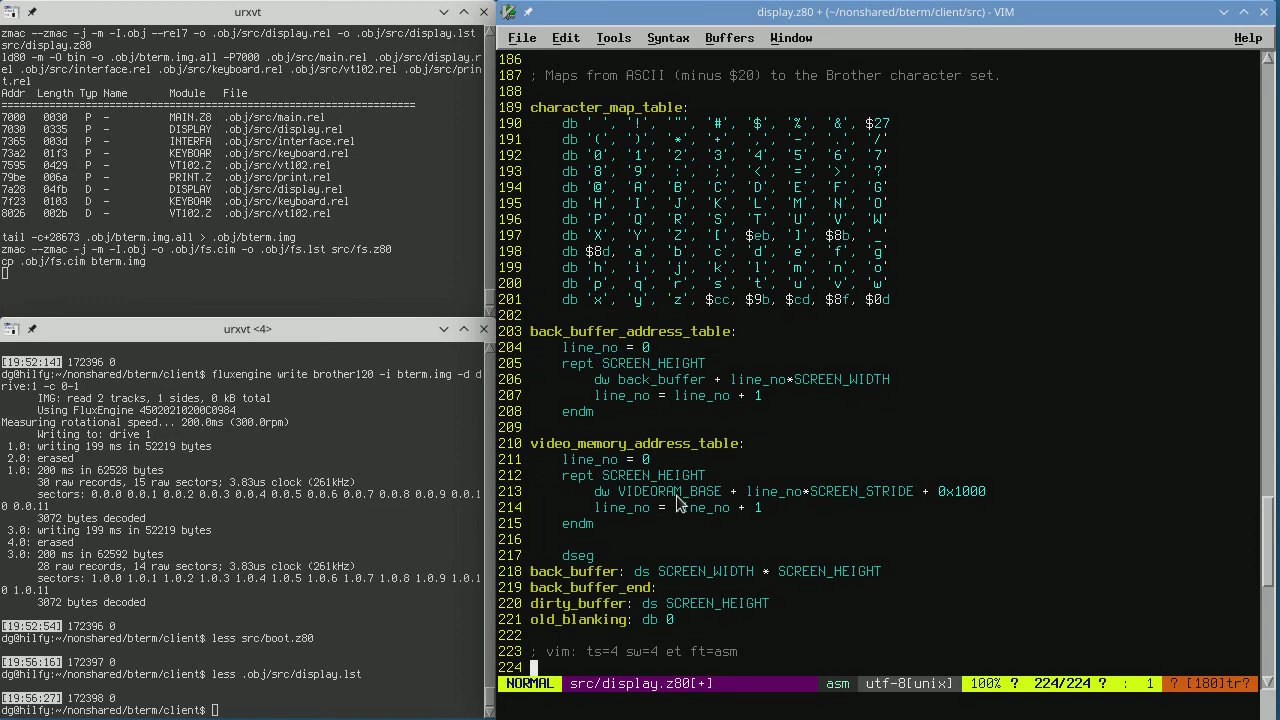 urxvt
zmac --zmac -j -m -I.obj --rel7 -o .obj/src/display.rel -o .obj/src/display.lst
src/display.z80
ld80 -m -O bin -o .obj/bterm.img.all -P7000 .obj/src/main.rel .obj/src/display.r
el .obj/src/interface.rel .obj/src/keyboard.rel .obj/src/vt102.rel .obj/src/prin
t.rel
Addr Length Typ Name Module File
================================================================
7000 0030 P - MAIN.Z8 .obj/src/main.rel
7030 0335 P - DISPLAY .obj/src/display.rel
7365 003d P - INTERFA .obj/src/interface.rel
73a2 01f3 P - KEYBOAR .obj/src/keyboard.rel
7595 0429 P - VT102.Z .obj/src/vt102.rel
79be 006a P - PRINT.Z .obj/src/print.rel
7a28 04fb D - DISPLAY .obj/src/display.rel
7f23 0103 D - KEYBOAR .obj/src/keyboard.rel
8026 002b D - VT102.Z .obj/src/vt102.rel
tail -c+28673 .obj/bterm.img.all > .obj/bterm.img
zmac --zmac -j -m -I.obj -o .obj/fs.cim -o .obj/fs.lst src/fs.z80
cp .obj/fs.cim bterm.img
urxvt <4>
[19:52:14] 172396 0
dg@hilfy:~/nonshared/bterm/client$ fluxengine write brother120 -i bterm.img -d d
rive:1 -c 0-1
IMG: read 2 tracks, 1 sides, 0 kB total
Using FluxEngine 4502021020C0984
Measuring rotational speed... 200.0ms (300.0rpm)
Writing to: drive 1
1.0: writing 199 ms in 52219 bytes
2.0: erased
1.0: 200 ms in 62528 bytes
30 raw records, 15 raw sectors; 3.83us clock (261kHz)
sectors: 0.0.0 0.0.1 0.0.2 0.0.3 0.0.4 0.0.5 0.0.6 0.0.7 0.0.8 0.0.9 0.0.1
0 0.0.11
3072 bytes decoded
3.0: writing 199 ms in 52219 bytes
4.0: erased
3.0: 200 ms in 62592 bytes
28 raw records, 14 raw sectors; 3.83us clock (261kHz)
sectors: 1.0.0 1.0.1 1.0.2 1.0.3 1.0.4 1.0.5 1.0.6 1.0.7 1.0.8 1.0.9 1.0.1
0 1.0.11
3072 bytes decoded
[19:52:54] 172396 0
dg@hilfy:~/nonshared/bterm/client$ less src/boot.z80
[19:56:16] 172397 0
dg@hilfy:~/nonshared/bterm/client$ less .obj/src/display.lst
[19:56:27] 172398 0
dg@hilfy:~/nonshared/bterm/client$
display.z80 + (~/nonshared/bterm/client/src) - VIM
File Edit Tools Syntax Buffers Window Help
186
187 ; Maps from ASCII (minus $20) to the Brother character set.
188
189 character_map_table:
190 db ' ', '!', '"', '#', '$', '%', '&', $27
191 db '(', ')', '*', '+', ',', '-', '.', '/'
192 db '0', '1', '2', '3', '4', '5', '6', '7'
193 db '8', '9', ':', ';', '<', '=', '>', '?'
194 db '@', 'A', 'B', 'C', 'D', 'E', 'F', 'G'
195 db 'H', 'I', 'J', 'K', 'L', 'M', 'N', 'O'
196 db 'P', 'Q', 'R', 'S', 'T', 'U', 'V', 'W'
197 db 'X', 'Y', 'Z', '[', $eb, ']', $8b, '_'
198 db $8d, 'a', 'b', 'c', 'd', 'e', 'f', 'g'
199 db 'h', 'i', 'j', 'k', 'l', 'm', 'n', 'o'
200 db 'p', 'q', 'r', 's', 't', 'u', 'v', 'w'
201 db 'x', 'y', 'z', $cc, $9b, $cd, $8f, $0d
202
203 back_buffer_address_table:
204 line_no = 0
205 rept SCREEN_HEIGHT
206 dw back_buffer + line_no*SCREEN_WIDTH
207 line_no = line_no + 1
208 endm
209
210 video_memory_address_table:
211 line_no = 0
212 rept SCREEN_HEIGHT
213 dw VIDEORAM_BASE + line_no*SCREEN_STRIDE + 0x1000
214 line_no = line_no + 1
215 endm
216
217 dseg
218 back_buffer: ds SCREEN_WIDTH * SCREEN_HEIGHT
219 back_buffer_end:
220 dirty_buffer: ds SCREEN_HEIGHT
221 old_blanking: db 0
222
223 ; vim: ts=4 sw=4 et ft=asm
224
NORMAL src/display.z80[+] asm utf-8[unix] 100% ? 224/224 ? : 1 ? [180]tr?